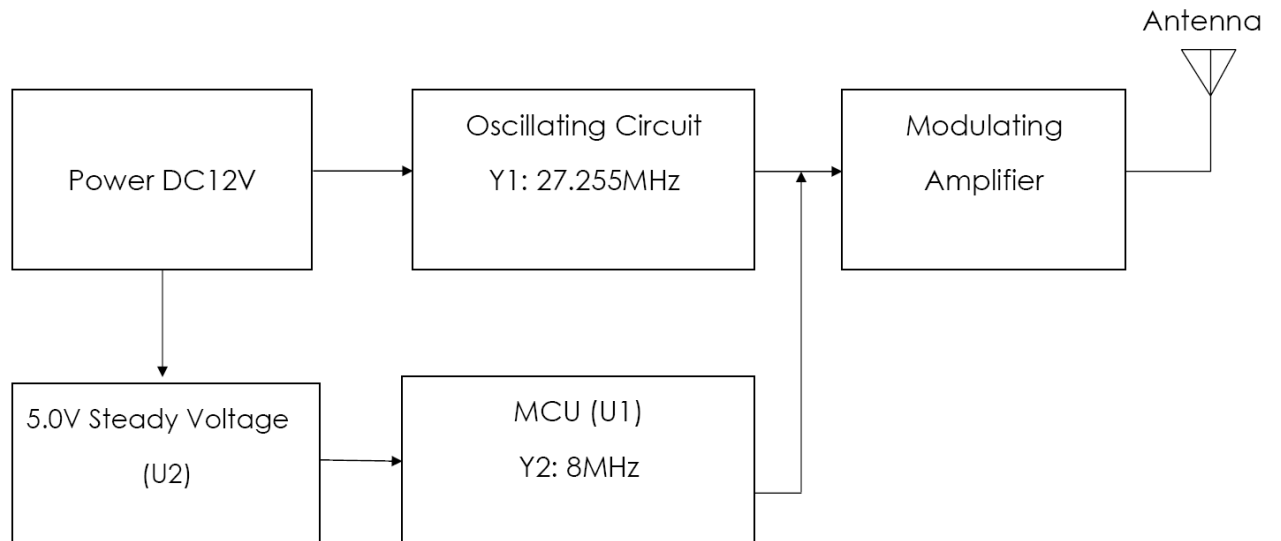 Antenna
Power DC12V
Oscillating Circuit
Y1: 27.255MHz
Modulating
Amplifier
5.0V Steady Voltage
(U2)
MCU (U1)
Y2: 8MHz